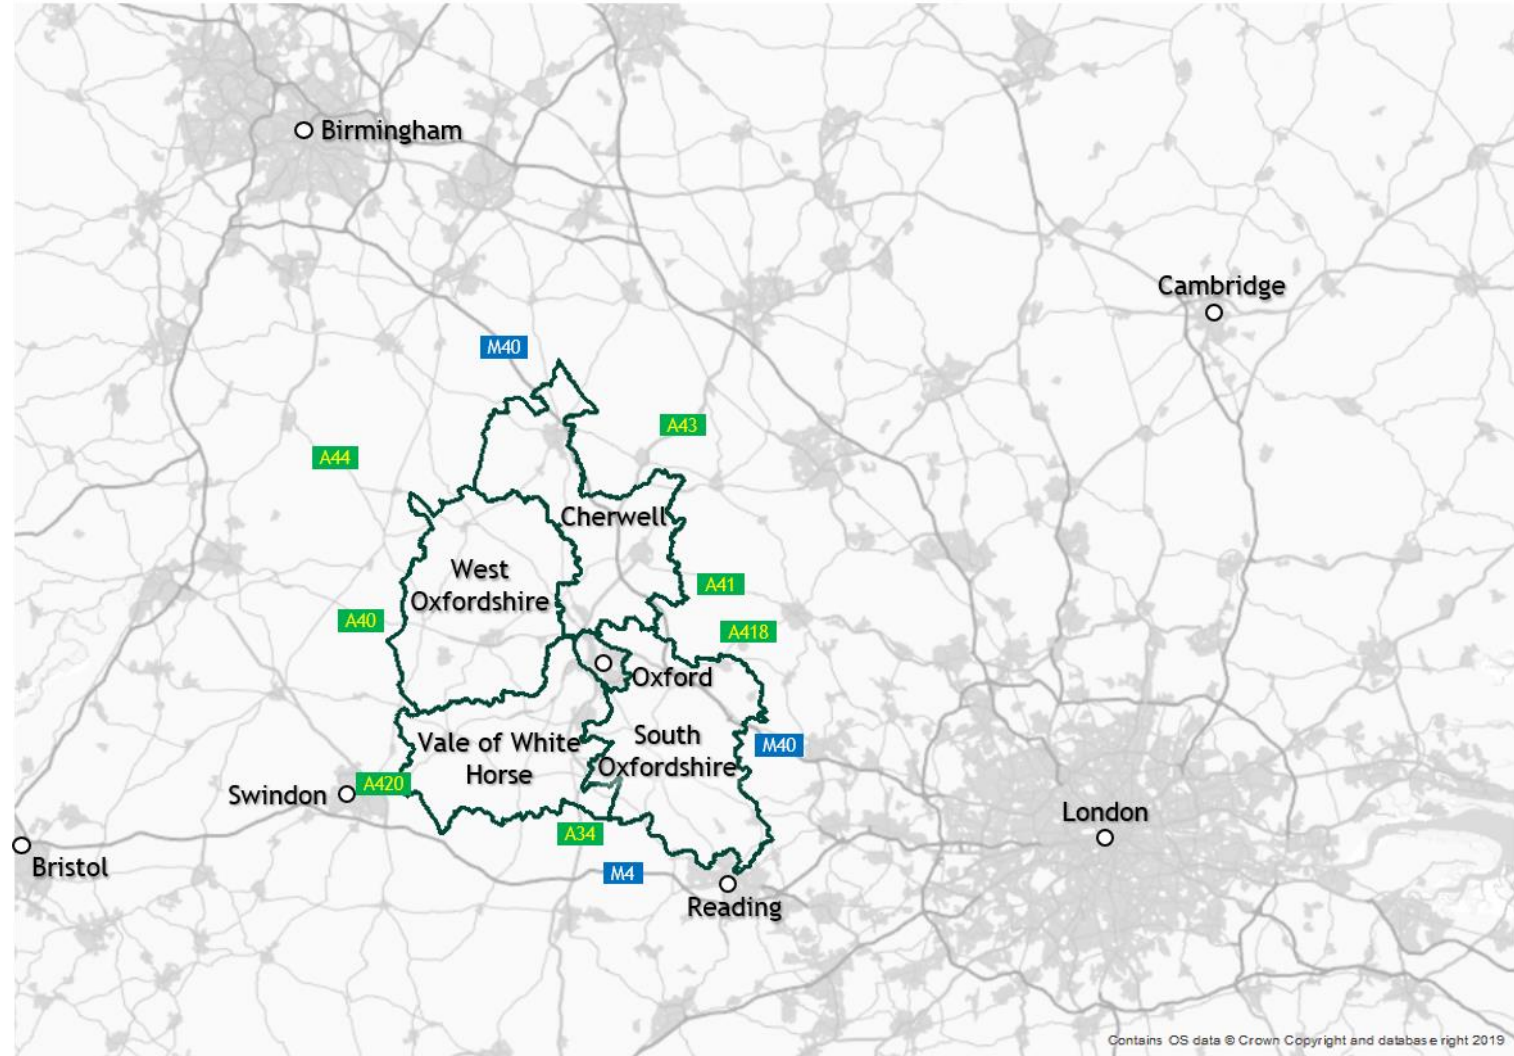 Birmingham
Cambridge
M40
A43
A44
Cherwell
West
Oxfordshire
A41
A40
A418
Oxford
South
Oxfordshire
Vale of White
Horse
M40
A420
Swindon
London
A34
Bristol
M4
Reading
Contains OS data © Crown Copyright and database right 2019